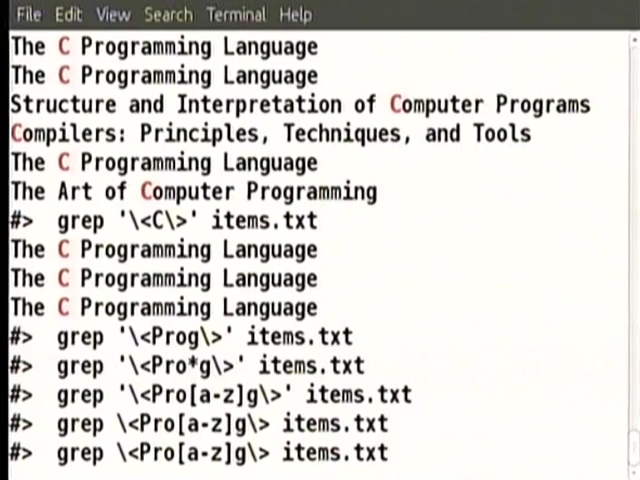 File Edit View Search Terminal Help
The C Programming Language
The C Programming Language
Structure and Interpretation of Computer Programs
Compilers: Principles, Techniques, and Tools
The C Programming Language
The Art of Computer Programming
#> grep '\<C\>' items.txt
The C Programming Language
The C Programming Language
The C Programming Language
#> grep '\<Prog\>' items.txt
#> grep '\<Pro*g\>' items.txt
#> grep '\<Pro[a-z]g\>' items.txt
#> grep \<Pro[a-z]g\> items.txt
#> grep \<Pro[a-z]g\> items.txt